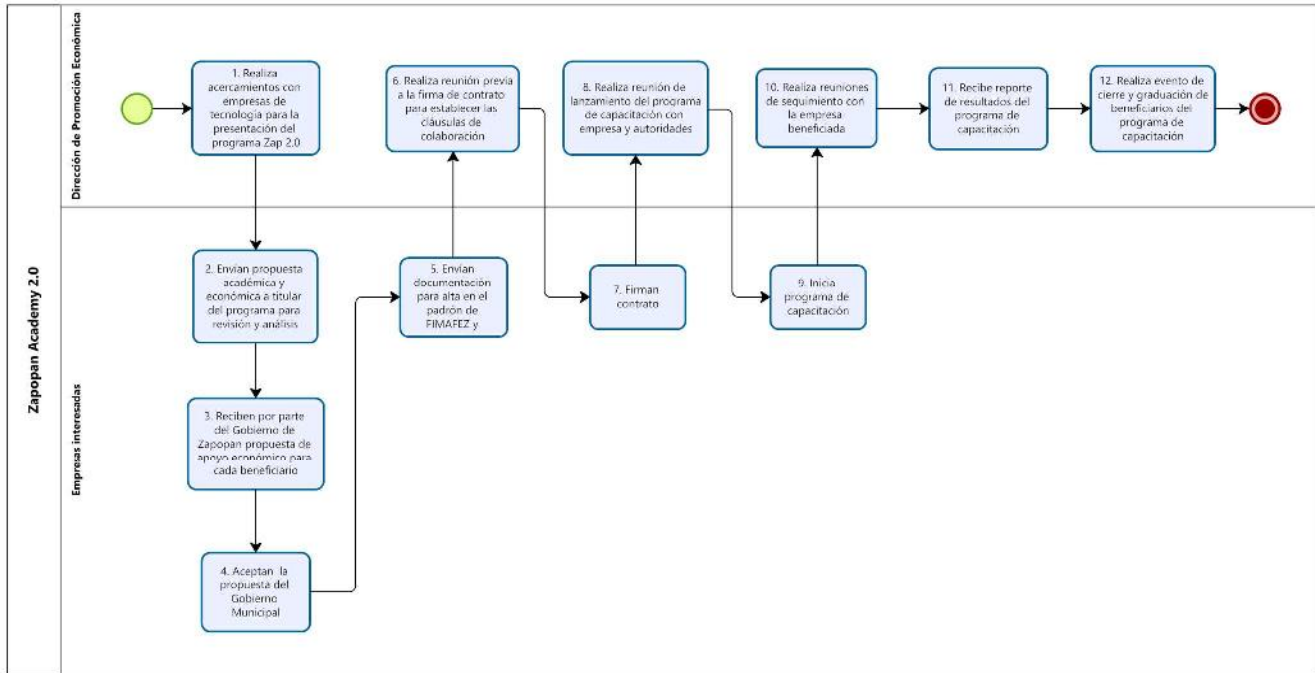 Zapopan Academy 2.0
Dirección de Promoción Económica
1. Realiza
acercamientos con
empresas de
tecnología para la
presentación del
programa Zap 2.0
6. Realiza reunión previa
a la firma de contrato
para establecer las
cláusulas de
colaboración
8. Realiza reunión de
lanzamiento del programa
de capacitación con
empresa y autoridades
10. Realiza reuniones
de seguimiento con
la empresa
beneficiada
11. Recibe reporte
de resultados del
programa de
capacitación
12. Realiza evento de
cierre y graduación de
beneficiarios del
programa de
capacitación
Empresas interesadas
2. Envían propuesta
académica y
económica a titular
del programa para
revisión y análisis
3. Reciben por parte
del Gobierno de
Zapopan propuesta de
apoyo económico para
cada beneficiario
4. Aceptan la
propuesta del
Gobierno
Municipal
5. Envían
documentación
para alta en el
padrón de
FIMAFEZ y
7. Firman
contrato
9. Inicia
programa de
capacitación